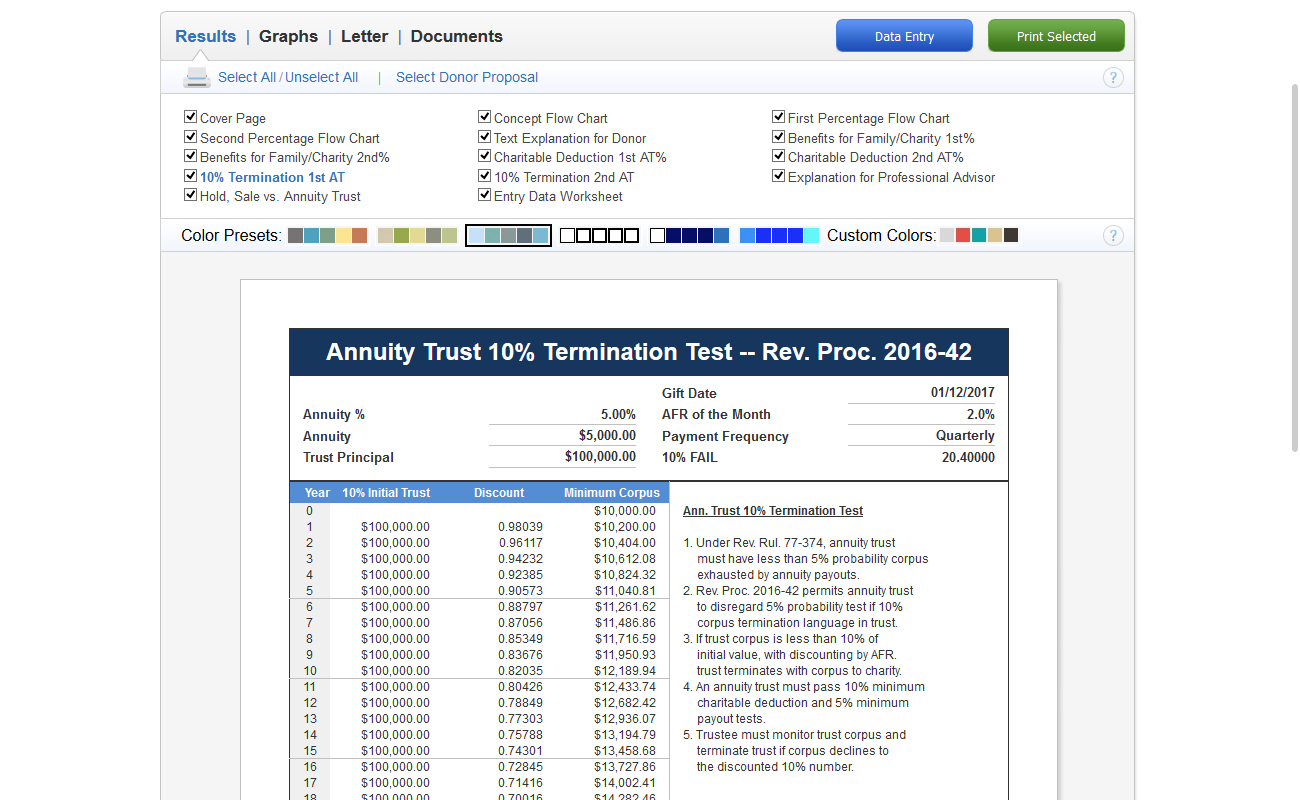 Results | Graphs | Letter | Documents Data Entry Print Selected
Select All / Unselect All | Select Donor Proposal ?
Cover Page Concept Flow Chart First Percentage Flow Chart
Second Percentage Flow Chart Text Explanation for Donor Benefits for Family/Charity 1st%
Benefits for Family/Charity 2nd% Charitable Deduction 1st AT% Charitable Deduction 2nd AT%
10% Termination 1st AT 10% Termination 2nd AT Explanation for Professional Advisor
Hold, Sale vs. Annuity Trust Entry Data Worksheet
Color Presets: Custom Colors: ?
Annuity Trust 10% Termination Test -- Rev. Proc. 2016-42
Gift Date 01/12/2017
Annuity % 5.00% AFR of the Month 2.0%
Annuity $5,000.00 Payment Frequency Quarterly
Trust Principal $100,000.00 10% FAIL 20.40000
Year 10% Initial Trust Discount Minimum Corpus
0 $10,000.00
1 $100,000.00 0.98039 $10,200.00
2 $100,000.00 0.96117 $10,404.00
3 $100,000.00 0.94232 $10,612.08
4 $100,000.00 0.92385 $10,824.32
5 $100,000.00 0.90573 $11,040.81
6 $100,000.00 0.88797 $11,261.62
7 $100,000.00 0.87056 $11,486.86
8 $100,000.00 0.85349 $11,716.59
9 $100,000.00 0.83676 $11,950.93
10 $100,000.00 0.82035 $12,189.94
11 $100,000.00 0.80426 $12,433.74
12 $100,000.00 0.78849 $12,682.42
13 $100,000.00 0.77303 $12,936.07
14 $100,000.00 0.75788 $13,194.79
15 $100,000.00 0.74301 $13,458.68
16 $100,000.00 0.72845 $13,727.86
17 $100,000.00 0.71416 $14,002.41
18 $100,000.00 0.70016 $14,282.46
Ann. Trust 10% Termination Test
1. Under Rev. Rul. 77-374, annuity trust
must have less than 5% probability corpus
exhausted by annuity payouts.
2. Rev. Proc. 2016-42 permits annuity trust
to disregard 5% probability test if 10%
corpus termination language in trust.
3. If trust corpus is less than 10% of
initial value, with discounting by AFR.
trust terminates with corpus to charity.
4. An annuity trust must pass 10% minimum
charitable deduction and 5% minimum
payout tests.
5. Trustee must monitor trust corpus and
terminate trust if corpus declines to
the discounted 10% number.